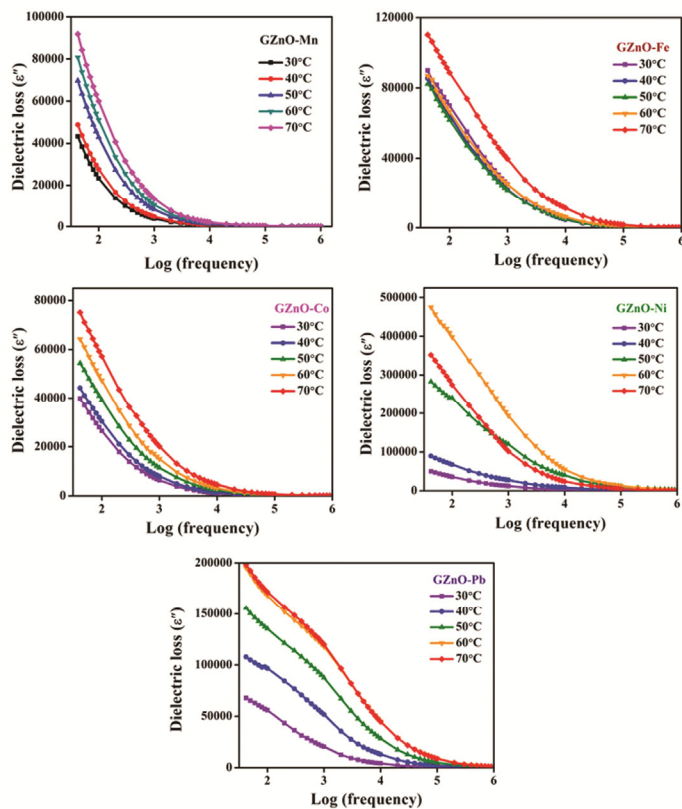 GZnO-Mn
30°C
40°C
50°C
60°C
70°C
100000
80000
60000
40000
20000
0
Dielectric loss (ε″)
2 3 4 5 6
Log (frequency)
GZnO-Fe
30°C
40°C
50°C
60°C
70°C
120000
80000
40000
0
Dielectric loss (ε″)
2 3 4 5 6
Log (frequency)
GZnO-Co
30°C
40°C
50°C
60°C
70°C
80000
60000
40000
20000
0
Dielectric loss (ε″)
2 3 4 5 6
Log (frequency)
GZnO-Ni
30°C
40°C
50°C
60°C
70°C
500000
400000
300000
200000
100000
0
Dielectric loss (ε″)
2 3 4 5 6
Log (frequency)
GZnO-Pb
30°C
40°C
50°C
60°C
70°C
200000
150000
100000
50000
0
Dielectric loss (ε″)
2 3 4 5 6
Log (frequency)